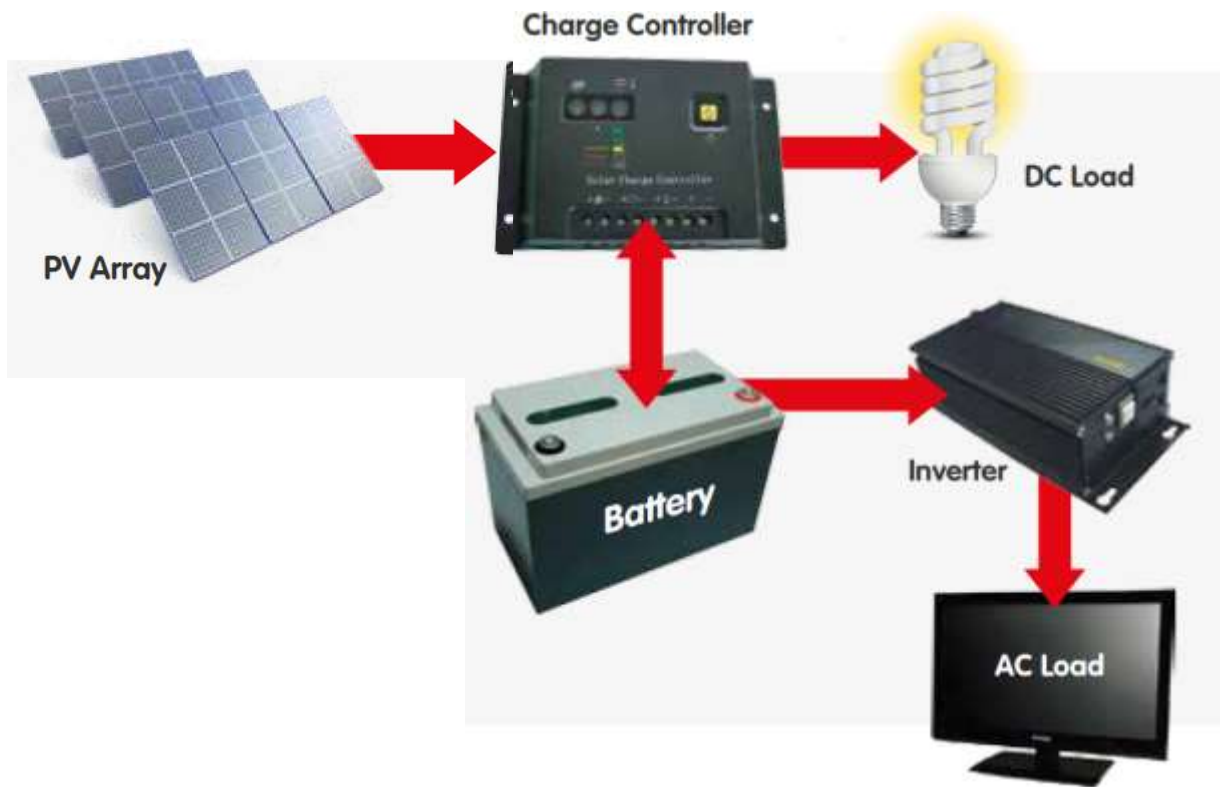 Charge Controller
Solar Charge Controller
DC Load
PV Array
Inverter
Battery
AC Load